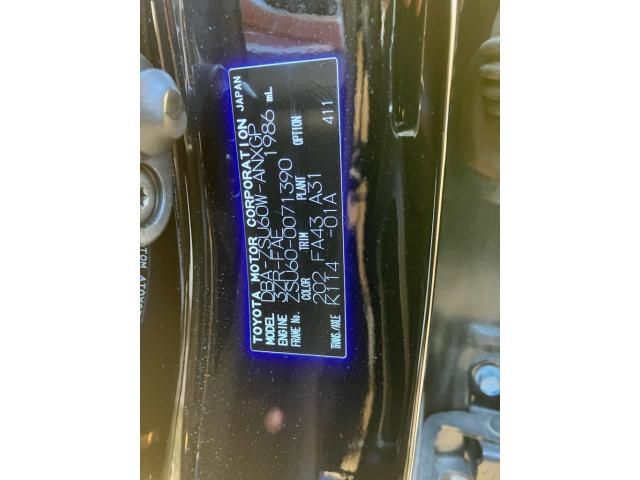 TOYOTA MOTOR CORPORATION JAPAN
MODEL DBA-ZSU60W-ANXGP
ENGINE 3ZR-FAE 1986 mL
FRAME No. ZSU60-0071390
COLOR TRIM PLANT OPTION
202 FA43 A31 411
TRANS./AXLE K114 -01A